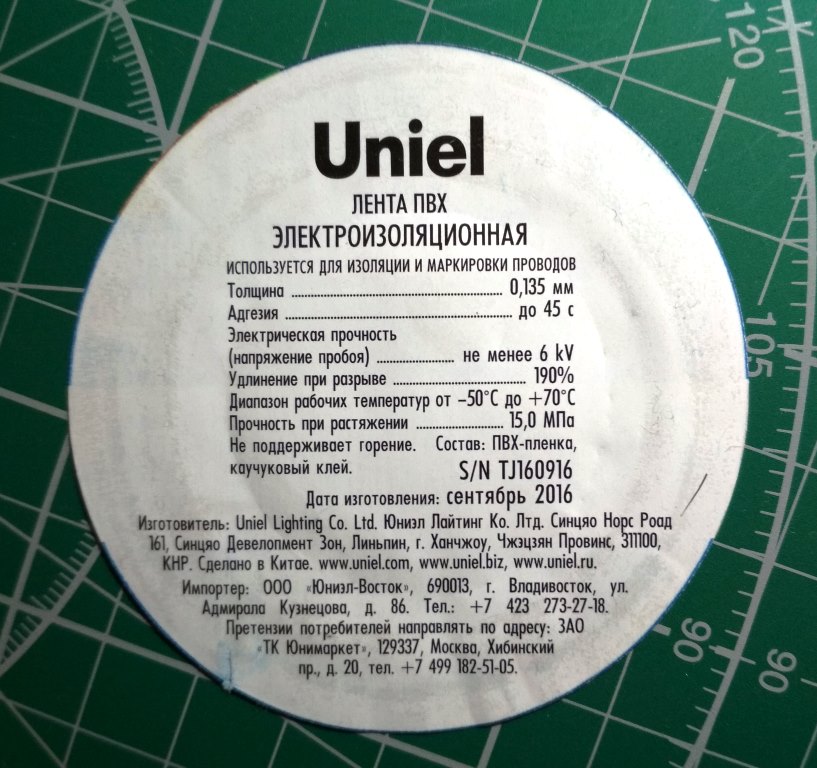 Uniel
ЛЕНТА ПВХ
ЭЛЕКТРОИЗОЛЯЦИОННАЯ
ИСПОЛЬЗУЕТСЯ ДЛЯ ИЗОЛЯЦИИ И МАРКИРОВКИ ПРОВОДОВ
Толщина ........................ 0,135 мм
Адгезия ........................ до 45 с
Электрическая прочность
(напряжение пробоя) ............ не менее 6 kV
Удлинение при разрыве ........................ 190%
Диапазон рабочих температур от –50°С до +70°С
Прочность при растяжении ............ 15,0 МПа
Не поддерживает горение. Состав: ПВХ-пленка,
каучуковый клей. S/N TJ160916
Дата изготовления: сентябрь 2016
Изготовитель: Uniel Lighting Co. Ltd. Юниэл Лайтинг Ко. Лтд. Синцяо Норс Роад
161, Синцяо Девелопмент Зон, Линьпин, г. Ханчжоу, Чжэцзян Провинс, 311100,
КНР. Сделано в Китае. www.uniel.com, www.uniel.biz, www.uniel.ru.
Импортер: ООО «Юниэл-Восток», 690013, г. Владивосток, ул.
Адмирала Кузнецова, д. 86. Тел.: +7 423 273-27-18.
Претензии потребителей направлять по адресу: ЗАО
«ТК Юнимаркет», 129337, Москва, Хибинский
пр., д. 20, тел. +7 499 182-51-05.
120
105
90
90